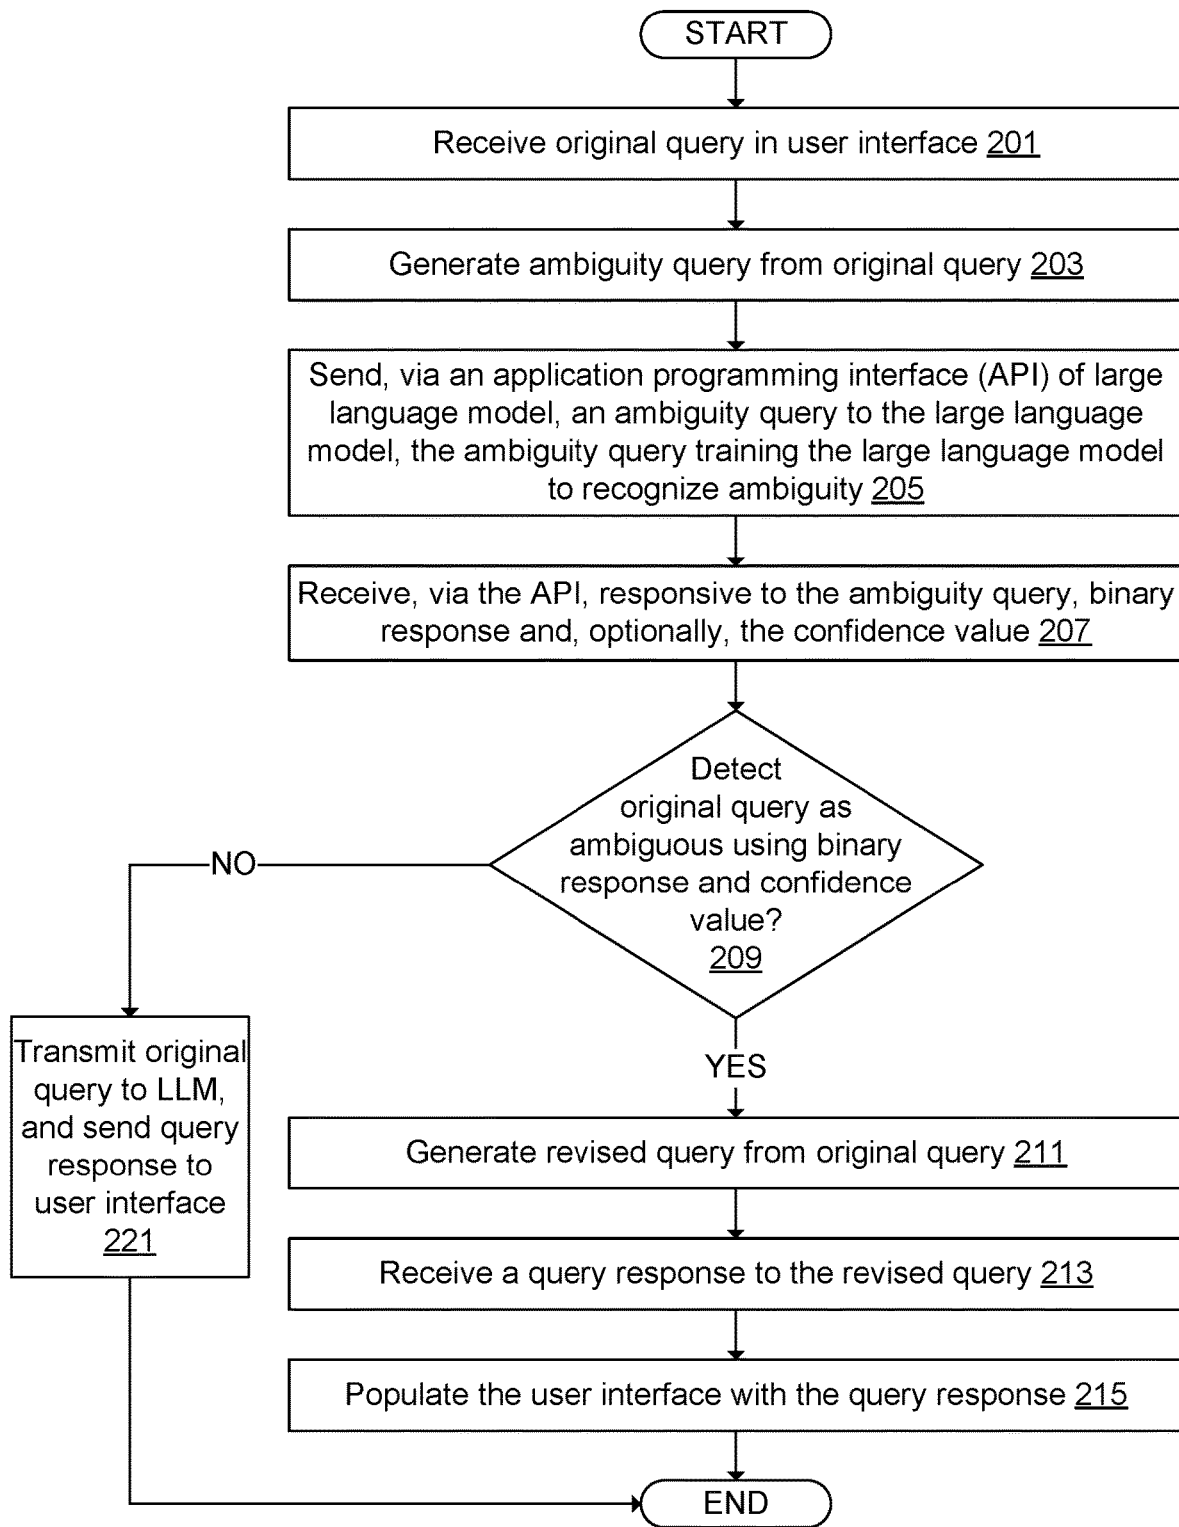 START
Receive original query in user interface 201
Generate ambiguity query from original query 203
Send, via an application programming interface (API) of large
language model, an ambiguity query to the large language
model, the ambiguity query training the large language model
to recognize ambiguity 205
Receive, via the API, responsive to the ambiguity query, binary
response and, optionally, the confidence value 207
Detect
original query as
ambiguous using binary
response and confidence
value?
209
NO
Transmit original
query to LLM,
and send query
response to
user interface
221
YES
Generate revised query from original query 211
Receive a query response to the revised query 213
Populate the user interface with the query response 215
END